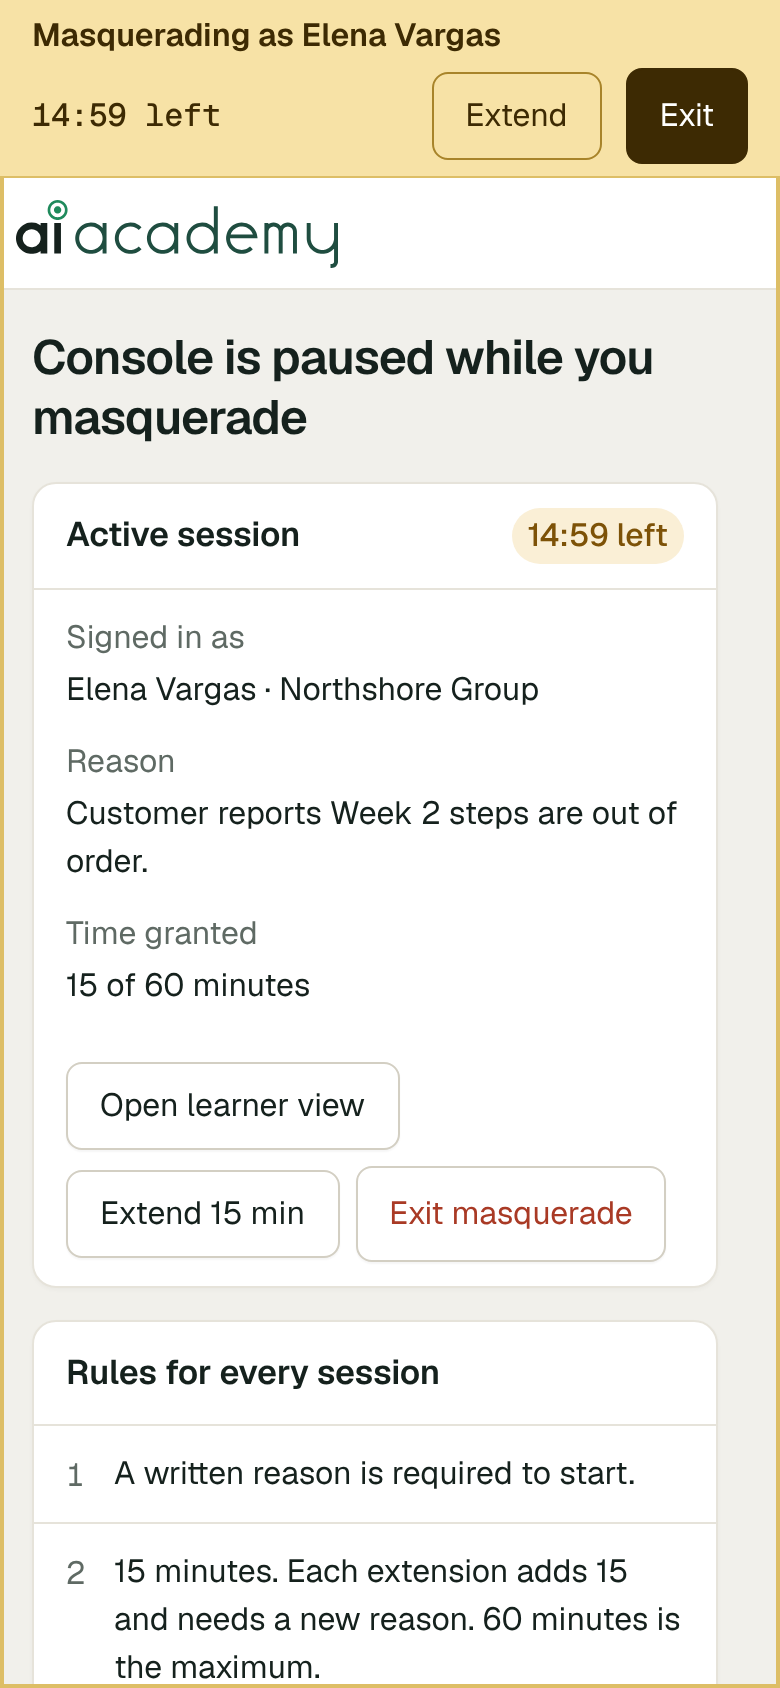 Masquerading as Elena Vargas
14:59 left
Extend
Exit
ai academy
Console is paused while you
masquerade
Active session
14:59 left
Signed in as
Elena Vargas · Northshore Group
Reason
Customer reports Week 2 steps are out of
order.
Time granted
15 of 60 minutes
Open learner view
Extend 15 min
Exit masquerade
Rules for every session
1 A written reason is required to start.
2 15 minutes. Each extension adds 15
and needs a new reason. 60 minutes is
the maximum.